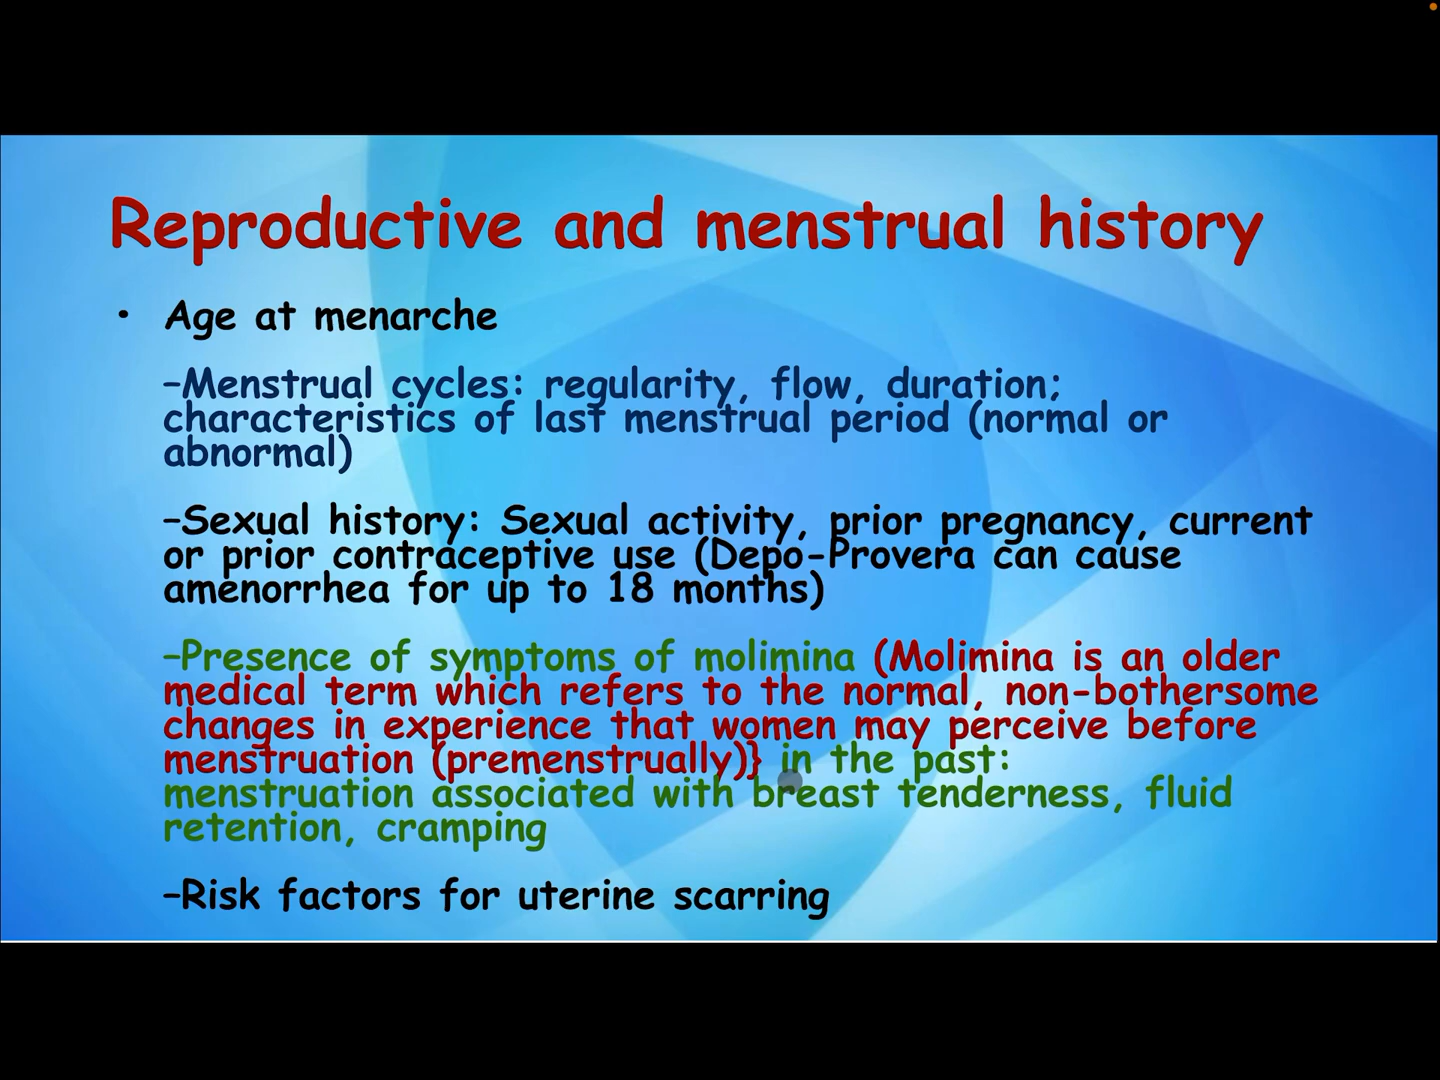 Reproductive and menstrual history
• Age at menarche
–Menstrual cycles: regularity, flow, duration;
characteristics of last menstrual period (normal or
abnormal)
–Sexual history: Sexual activity, prior pregnancy, current
or prior contraceptive use (Depo-Provera can cause
amenorrhea for up to 18 months)
–Presence of symptoms of molimina (Molimina is an older
medical term which refers to the normal, non-bothersome
changes in experience that women may perceive before
menstruation (premenstrually)} in the past:
menstruation associated with breast tenderness, fluid
retention, cramping
–Risk factors for uterine scarring